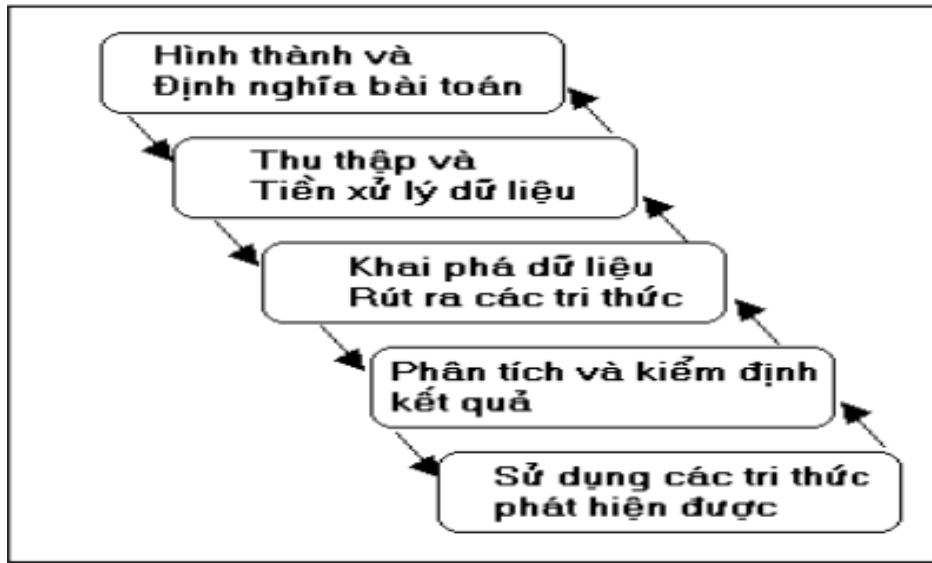 Hình thành và
Định nghĩa bài toán
Thu thập và
Tiền xử lý dữ liệu
Khai phá dữ liệu
Rút ra các tri thức
Phân tích và kiểm định
kết quả
Sử dụng các tri thức
phát hiện được